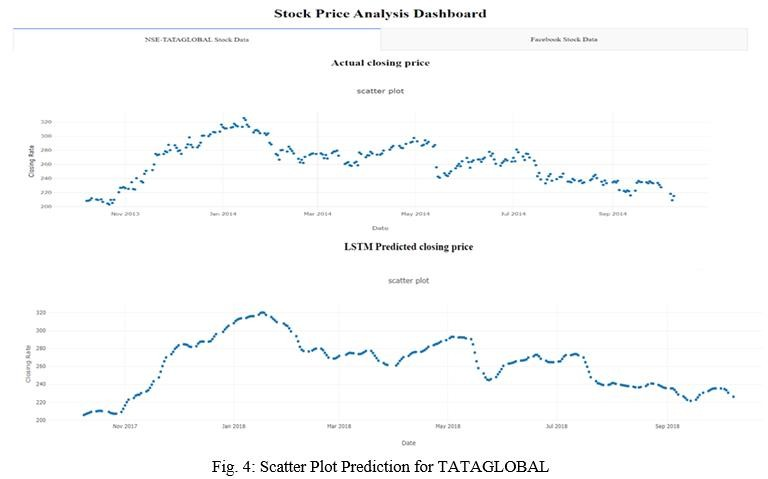 Stock Price Analysis Dashboard
NSE-TATAGLOBAL Stock Data
Facebook Stock Data
Actual closing price
scatter plot
320
300
280
260
240
220
200
Closing Rate
Nov 2013
Jan 2014
Mar 2014
May 2014
Jul 2014
Sep 2014
Date
LSTM Predicted closing price
scatter plot
320
300
280
260
240
220
200
Closing Rate
Nov 2017
Jan 2018
Mar 2018
May 2018
Jul 2018
Sep 2018
Date
Fig. 4: Scatter Plot Prediction for TATAGLOBAL